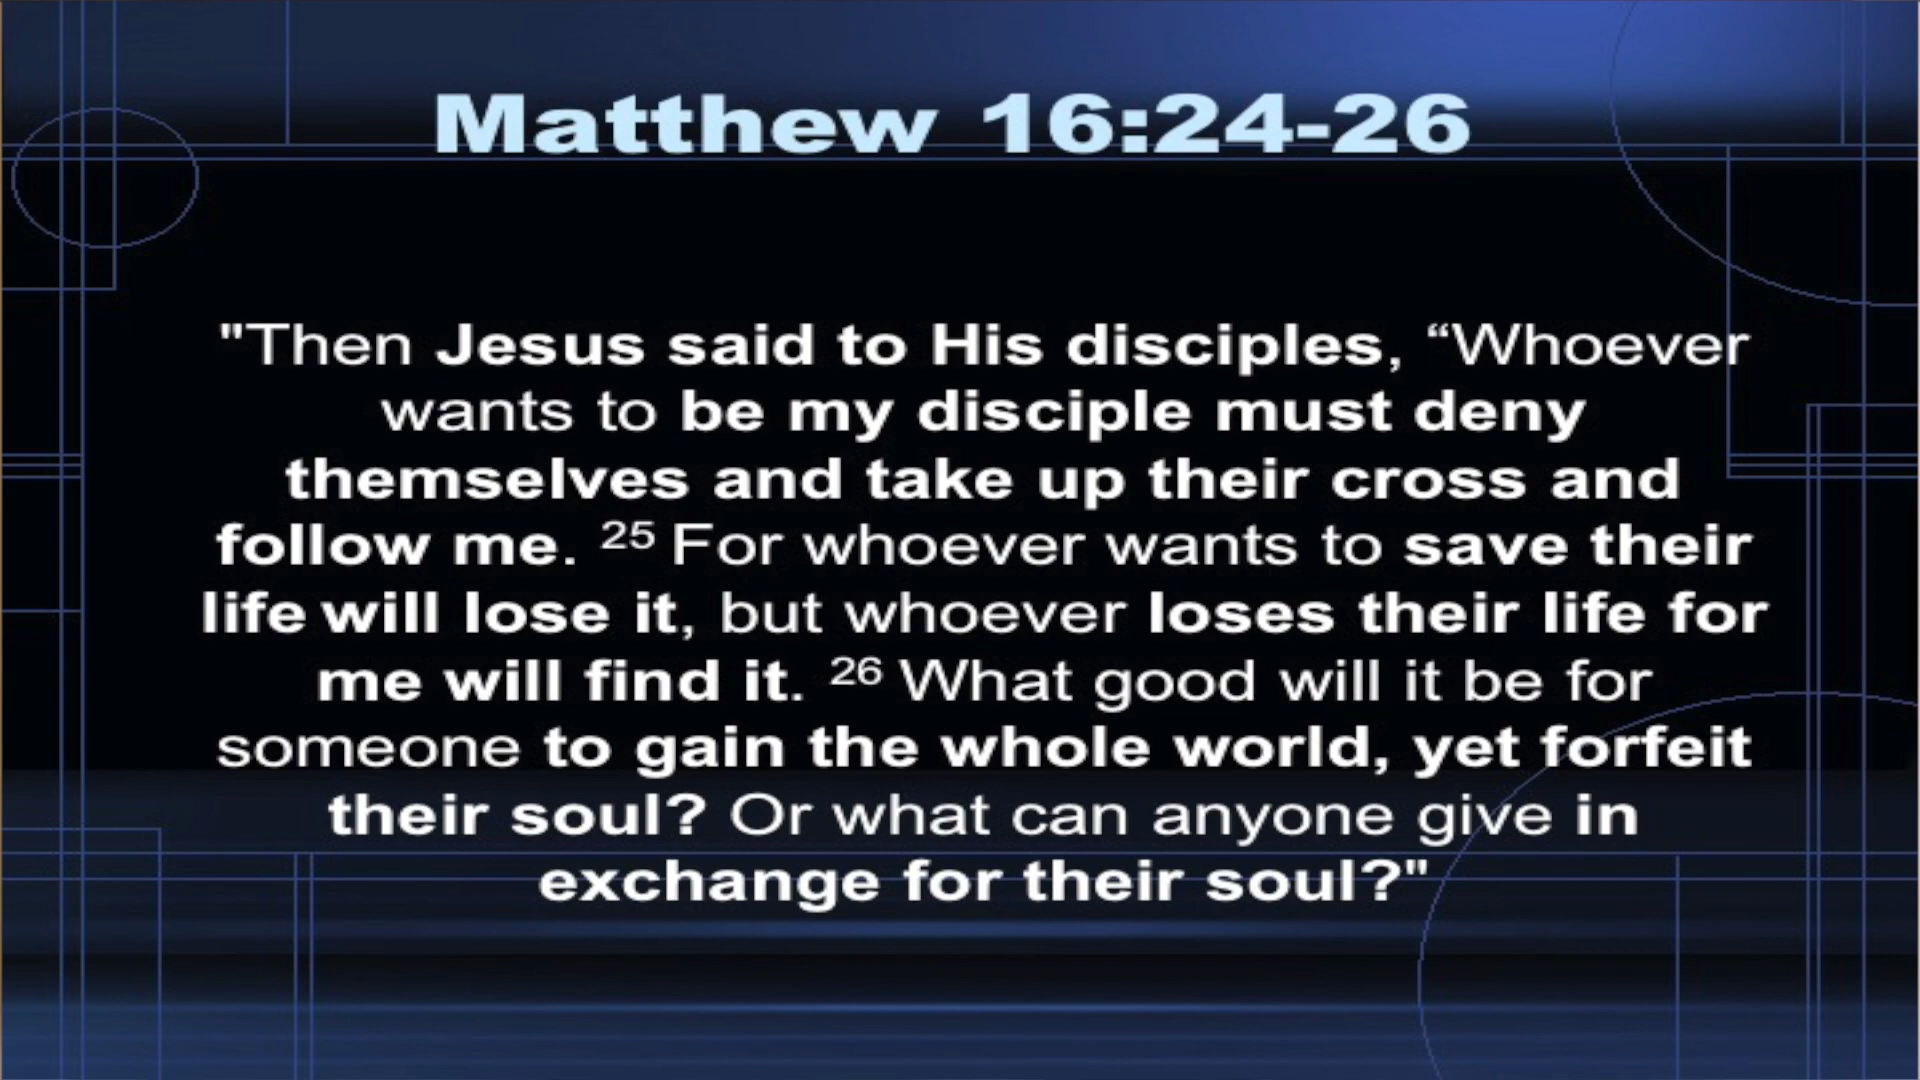 Matthew 16:24-26
"Then Jesus said to His disciples, “Whoever
wants to be my disciple must deny
themselves and take up their cross and
follow me. 25 For whoever wants to save their
life will lose it, but whoever loses their life for
me will find it. 26 What good will it be for
someone to gain the whole world, yet forfeit
their soul? Or what can anyone give in
exchange for their soul?"